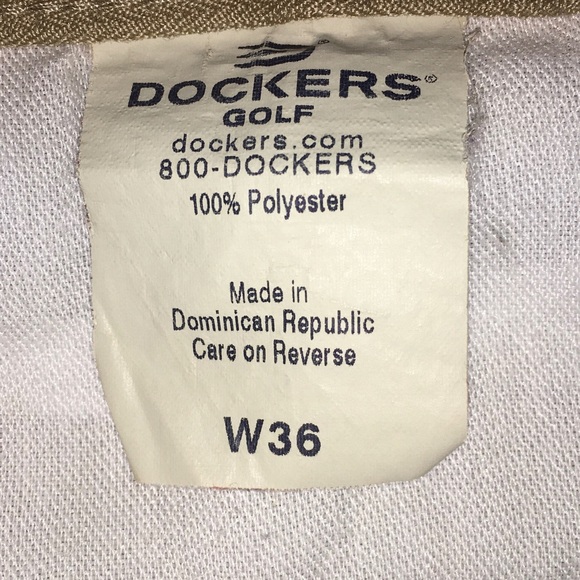 DOCKERS®
GOLF
dockers.com
800-DOCKERS
100% Polyester
Made in
Dominican Republic
Care on Reverse
W36